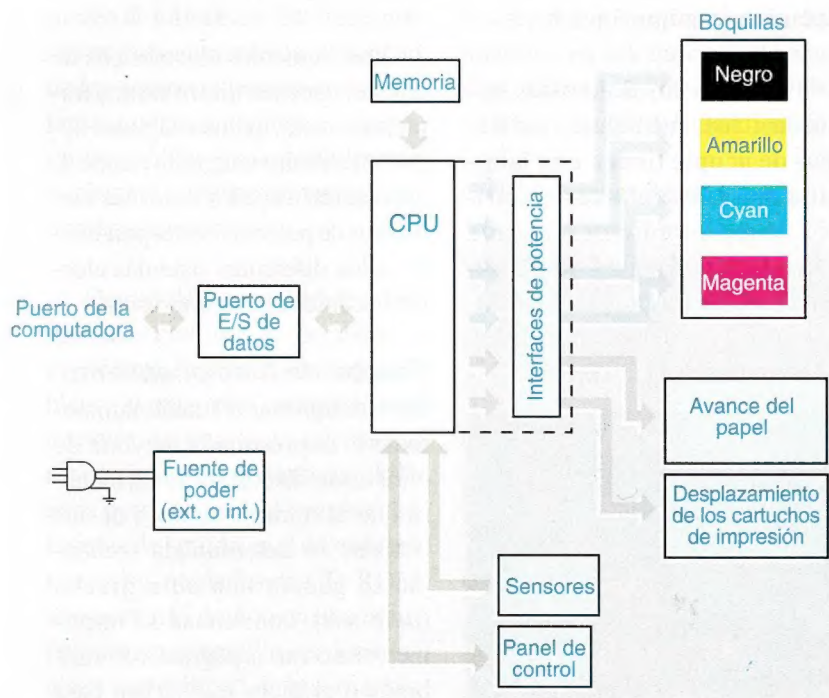 Boquillas
Negro
Amarillo
Cyan
Magenta
Memoria
CPU
Interfaces de potencia
Puerto de la
computadora
Puerto de
E/S de
datos
Fuente de
poder
(ext. o int.)
Avance del
papel
Desplazamiento
de los cartuchos
de impresión
Sensores
Panel de
control